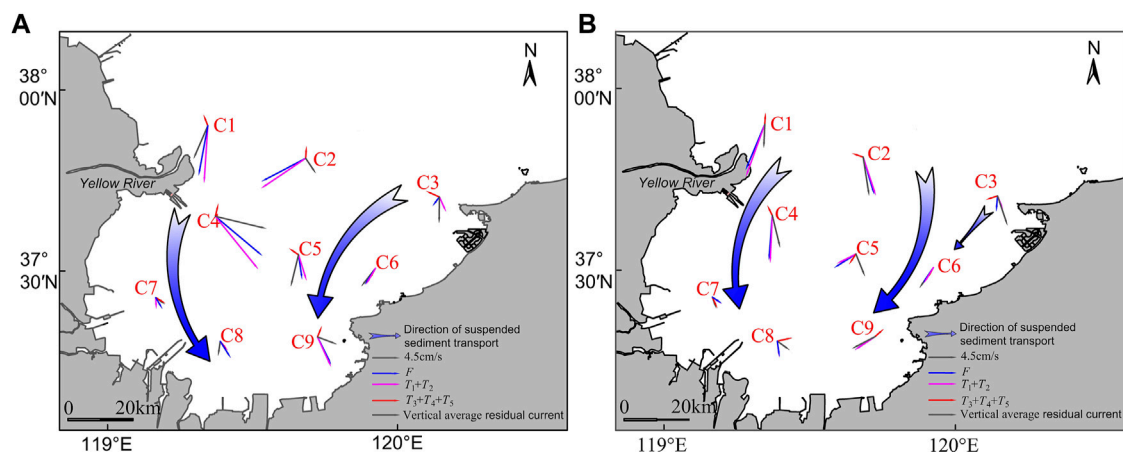 A
N
38°
00′N
C1
C2
Yellow River
C3
C4
C5
C6
37°
30′N
C7
C8
C9
Direction of suspended
sediment transport
4.5cm/s
F
T1+T2
T3+T4+T5
Vertical average residual current
0 20km
119°E
120°E
B
N
38°
00′N
C1
C2
Yellow River
C3
C4
C5
C6
37°
30′N
C7
C8
C9
Direction of suspended
sediment transport
4.5cm/s
F
T1+T2
T3+T4+T5
Vertical average residual current
0 20km
119°E
120°E